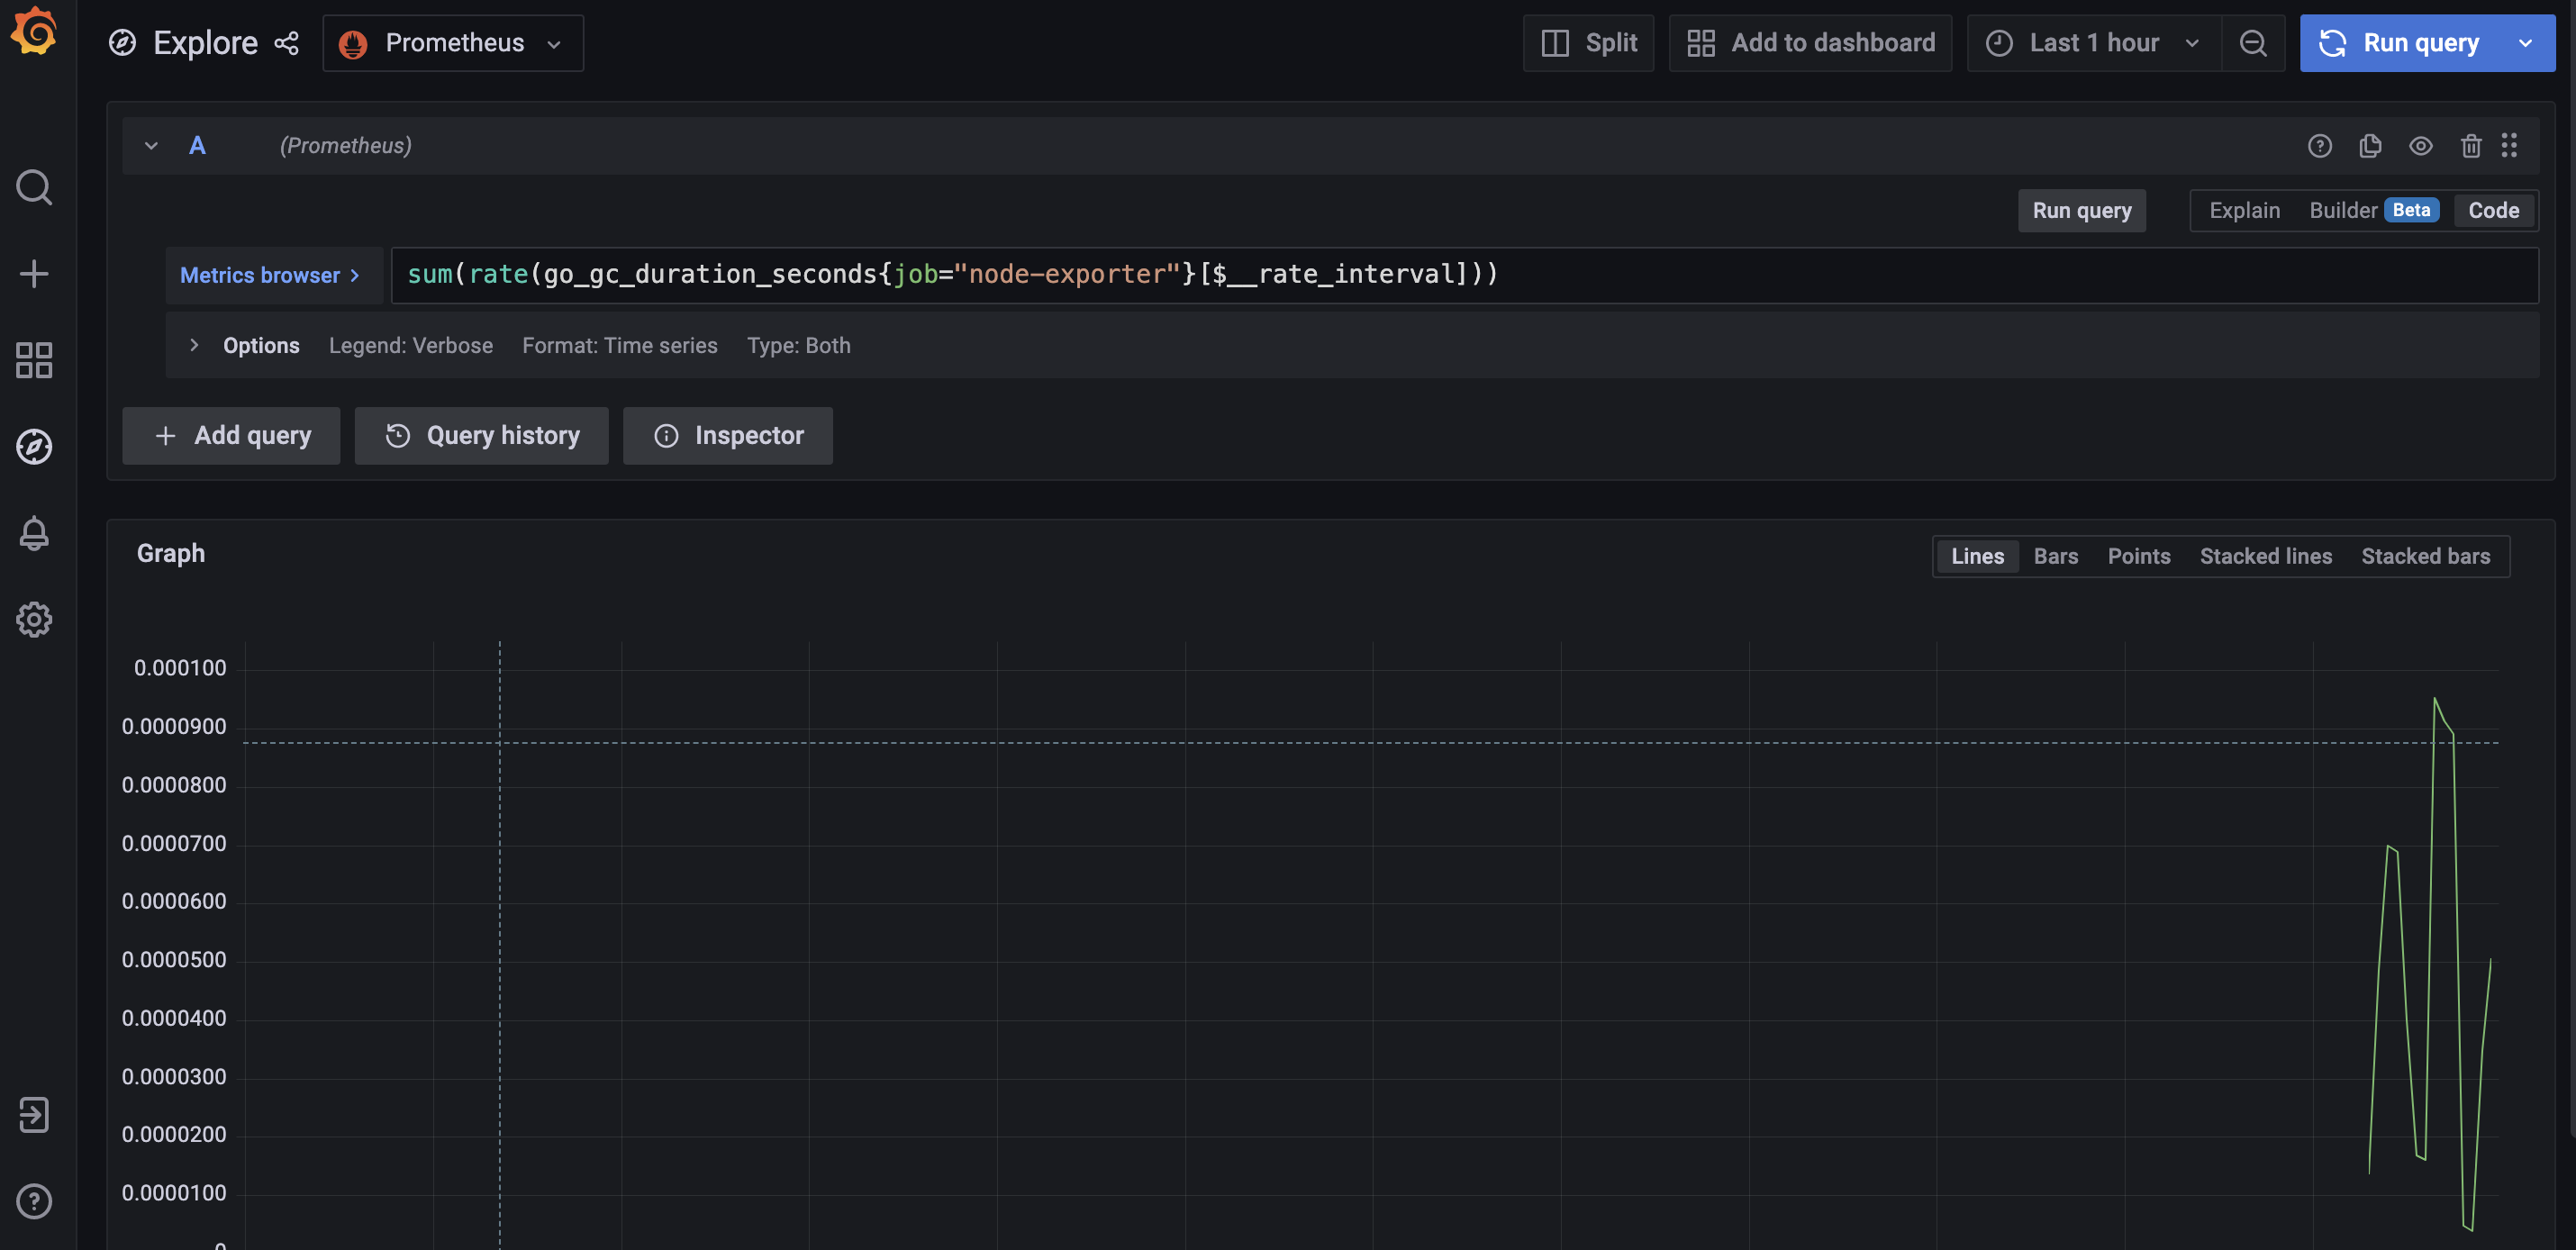 Explore Prometheus Split Add to dashboard Last 1 hour Run query
A (Prometheus)
Run query Explain Builder Beta Code
Metrics browser > sum(rate(go_gc_duration_seconds{job="node-exporter"}[$__rate_interval]))
> Options Legend: Verbose Format: Time series Type: Both
+ Add query Query history Inspector
Graph
Lines Bars Points Stacked lines Stacked bars
0.000100
0.0000900
0.0000800
0.0000700
0.0000600
0.0000500
0.0000400
0.0000300
0.0000200
0.0000100